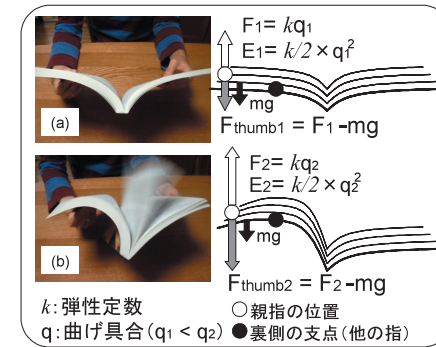 F₁ = kq₁
E₁ = k/2 × q₁²
mg
(a)
Fthumb1 = F₁ -mg
F₂ = kq₂
E₂ = k/2 × q₂²
mg
(b)
Fthumb2 = F₂ -mg
k: 弾性定数
○親指の位置
q: 曲げ具合(q₁ < q₂)
●裏側の支点(他の指)